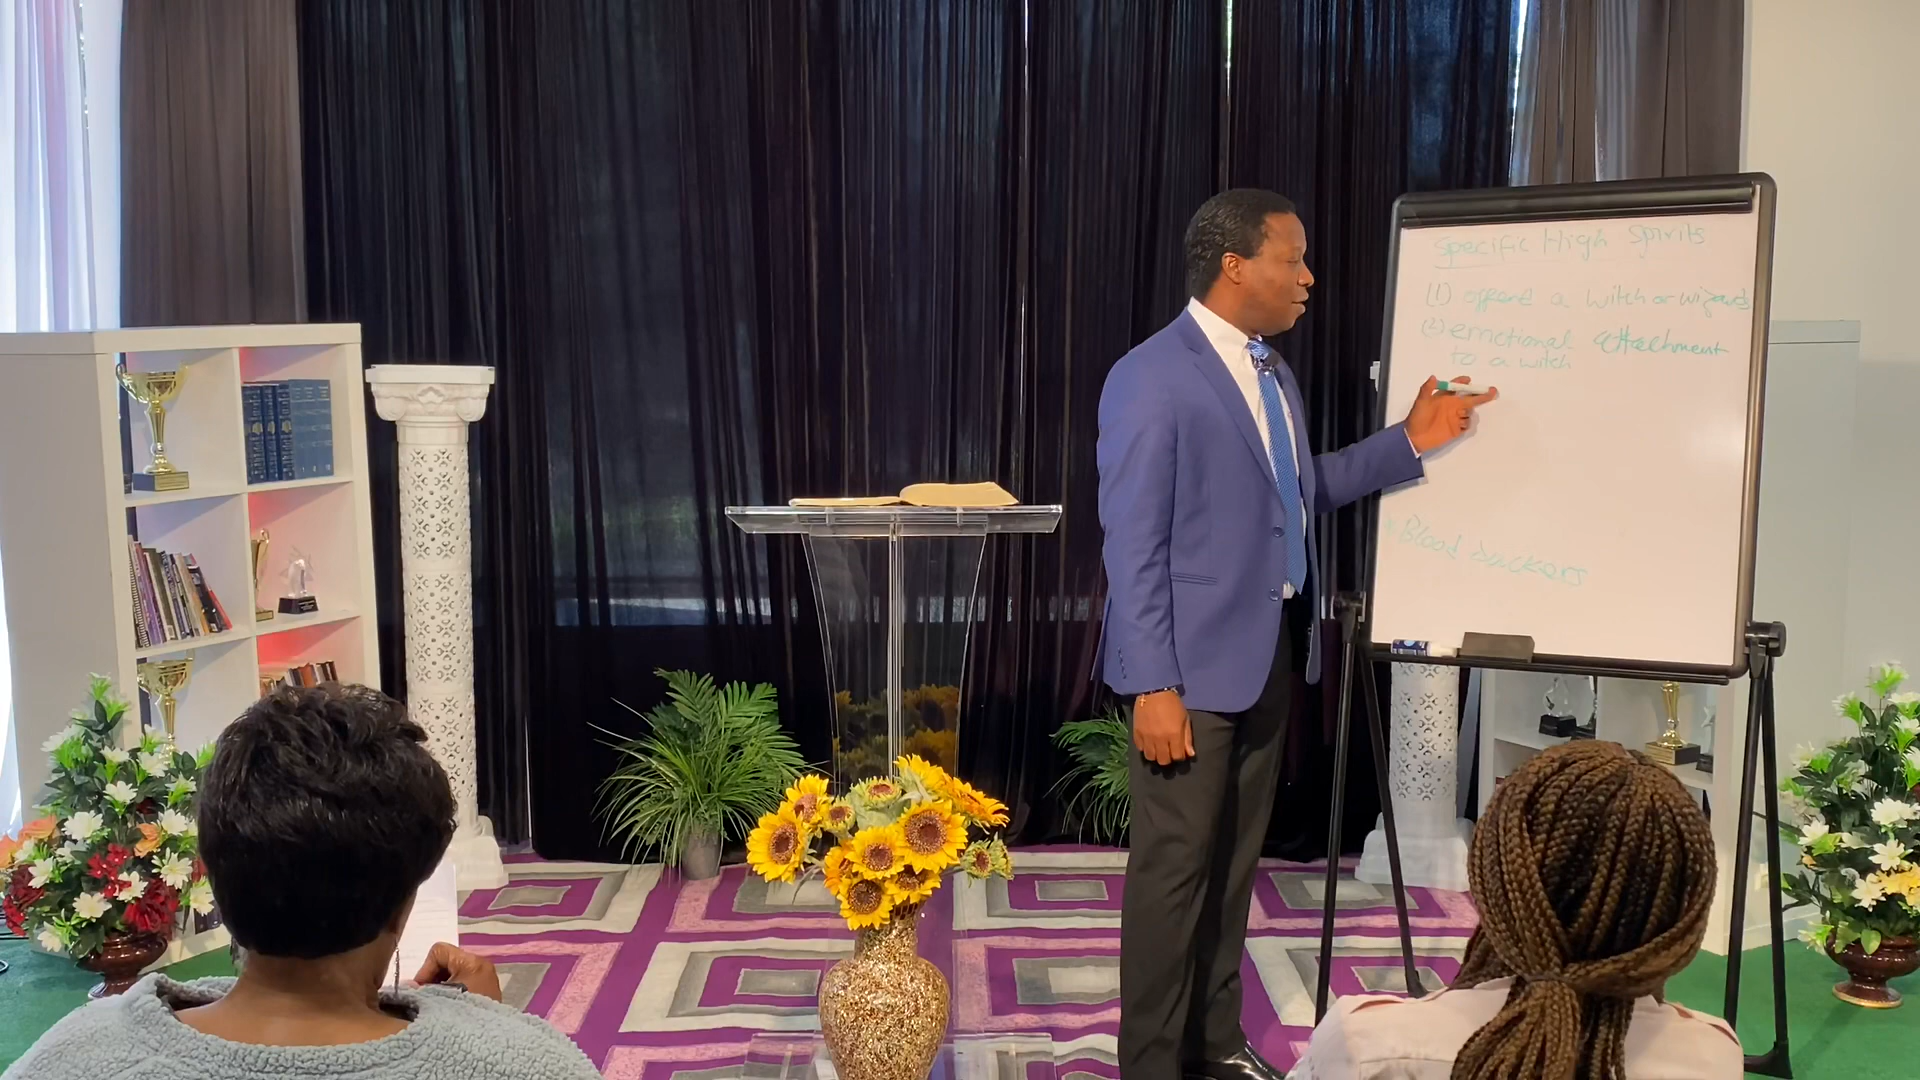 Specific High Spirits
(1) offend a witch or wizards
(2) emotional attachment
to a witch
Blood suckers